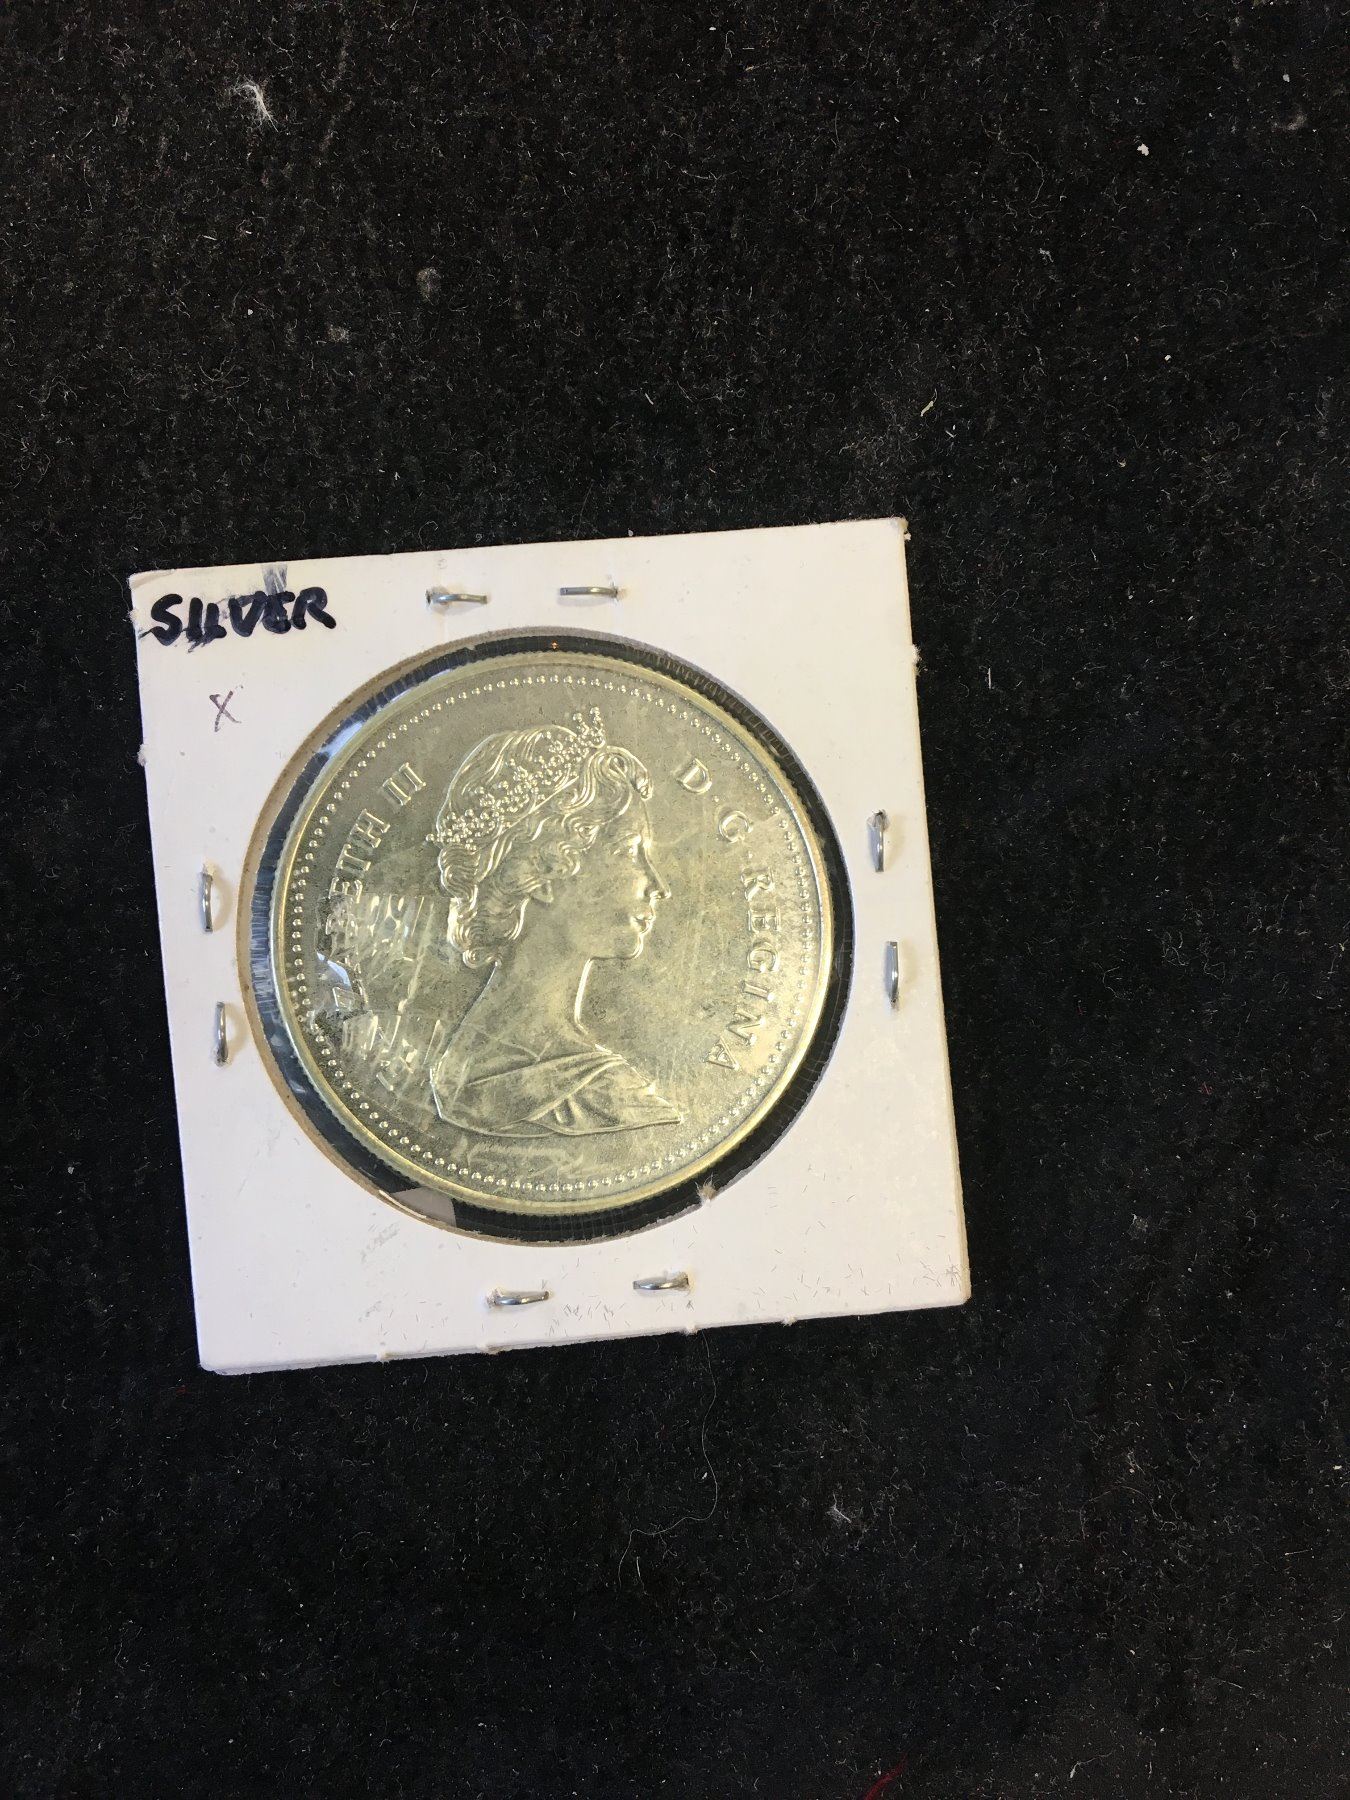 SILVER
X
ELIZABETH II
D·G·REGINA